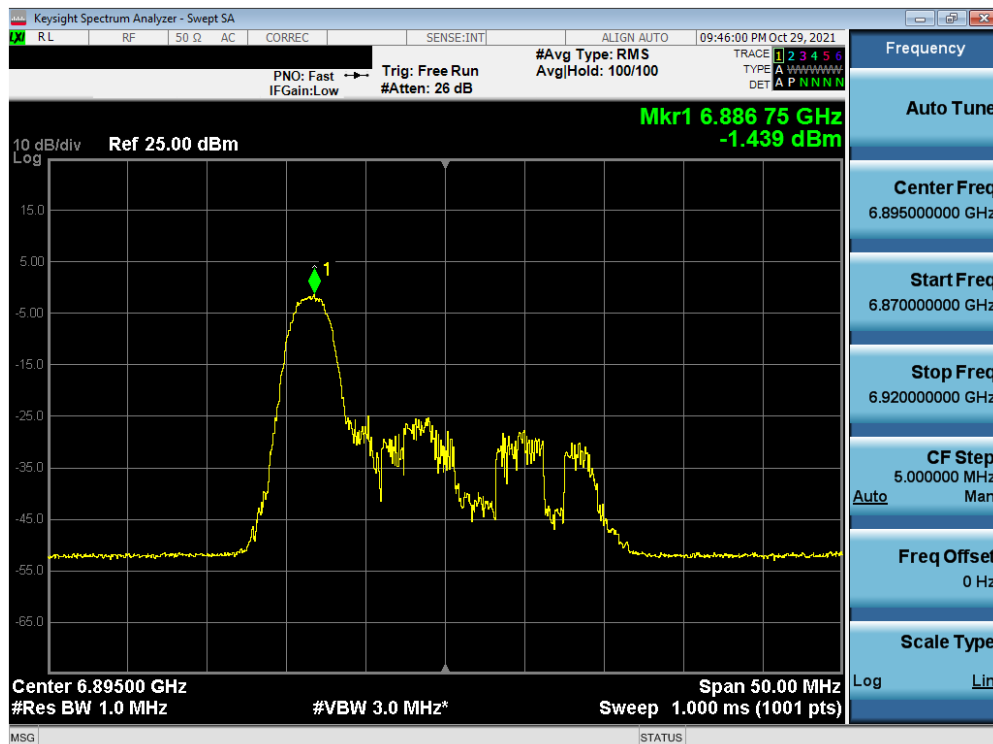 Keysight Spectrum Analyzer - Swept SA
LXI RL RF 50 Ω AC CORREC SENSE:INT ALIGN AUTO 09:46:00 PM Oct 29, 2021
PNO: Fast
IFGain:Low
Trig: Free Run
#Atten: 26 dB
#Avg Type: RMS
Avg|Hold: 100/100
TRACE 1 2 3 4 5 6
TYPE A WWWWW
DET A P N N N N
Mkr1 6.886 75 GHz
-1.439 dBm
10 dB/div
Log
Ref 25.00 dBm
15.0
5.00
1
-5.00
-15.0
-25.0
-35.0
-45.0
-55.0
-65.0
Center 6.89500 GHz
Span 50.00 MHz
#Res BW 1.0 MHz
#VBW 3.0 MHz*
Sweep 1.000 ms (1001 pts)
MSG
STATUS
Frequency
Auto Tune
Center Freq
6.895000000 GHz
Start Freq
6.870000000 GHz
Stop Freq
6.920000000 GHz
CF Step
5.000000 MHz
Auto Man
Freq Offset
0 Hz
Scale Type
Log Lin